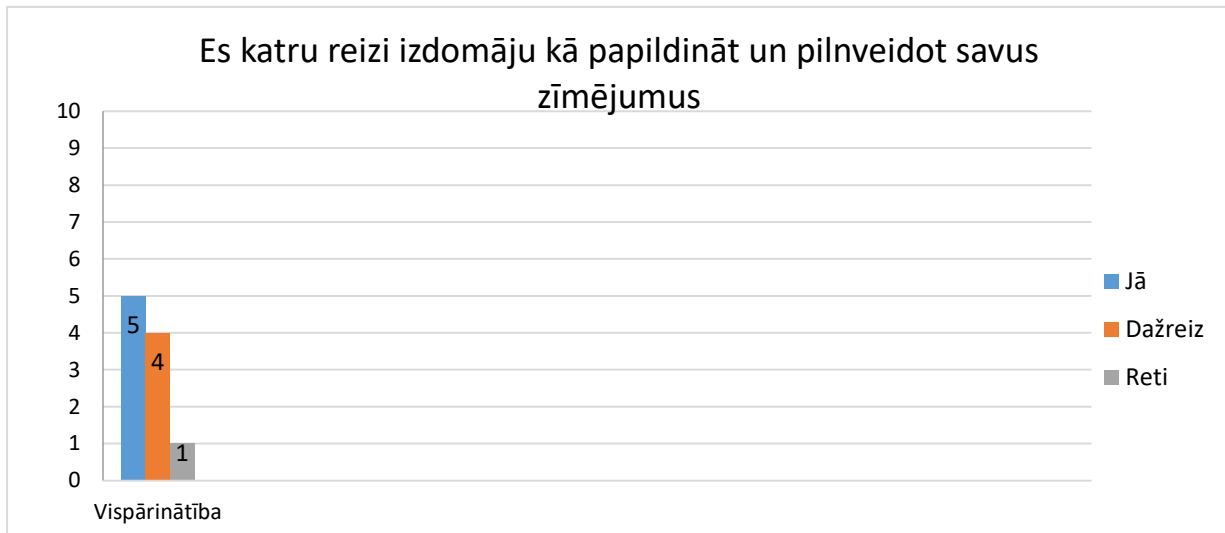 Es katru reizi izdomāju kā papildināt un pilnveidot savus
zīmējumus
10
9
8
7
6
5
4
3
2
1
0
5
4
1
Vispārinātība
Jā
Dažreiz
Reti